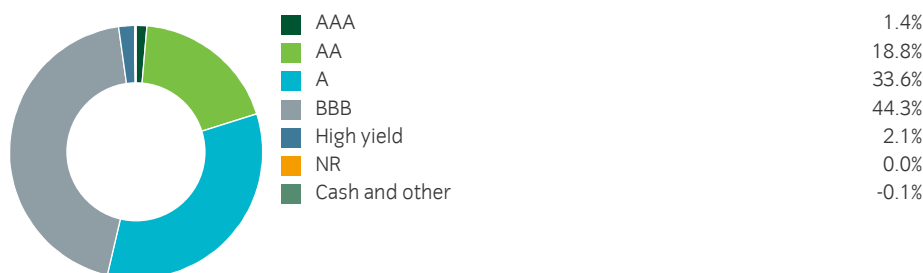 AAA 1.4%
AA 18.8%
A 33.6%
BBB 44.3%
High yield 2.1%
NR 0.0%
Cash and other -0.1%